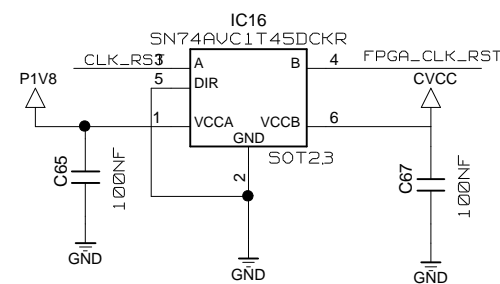 IC16
SN74AVC1T45DCKR
CLK_RST
3
A
B
4
FPGA_CLK_RST
P1V8
5
DIR
CVCC
1
VCCA
VCCB
6
GND
SOT23
2
C65
100NF
C67
100NF
GND
GND
GND